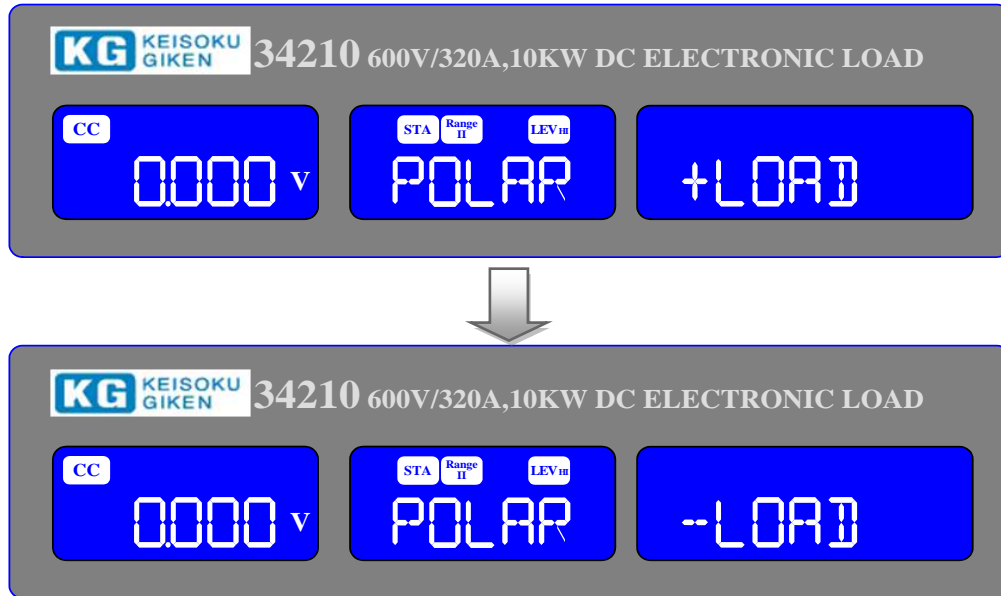 KG KEISOKU GIKEN 34210 600V/320A,10KW DC ELECTRONIC LOAD
CC STA Range II LEV HI
0.000 V POLAR +LOAD
KG KEISOKU GIKEN 34210 600V/320A,10KW DC ELECTRONIC LOAD
CC STA Range II LEV HI
0.000 V POLAR -LOAD